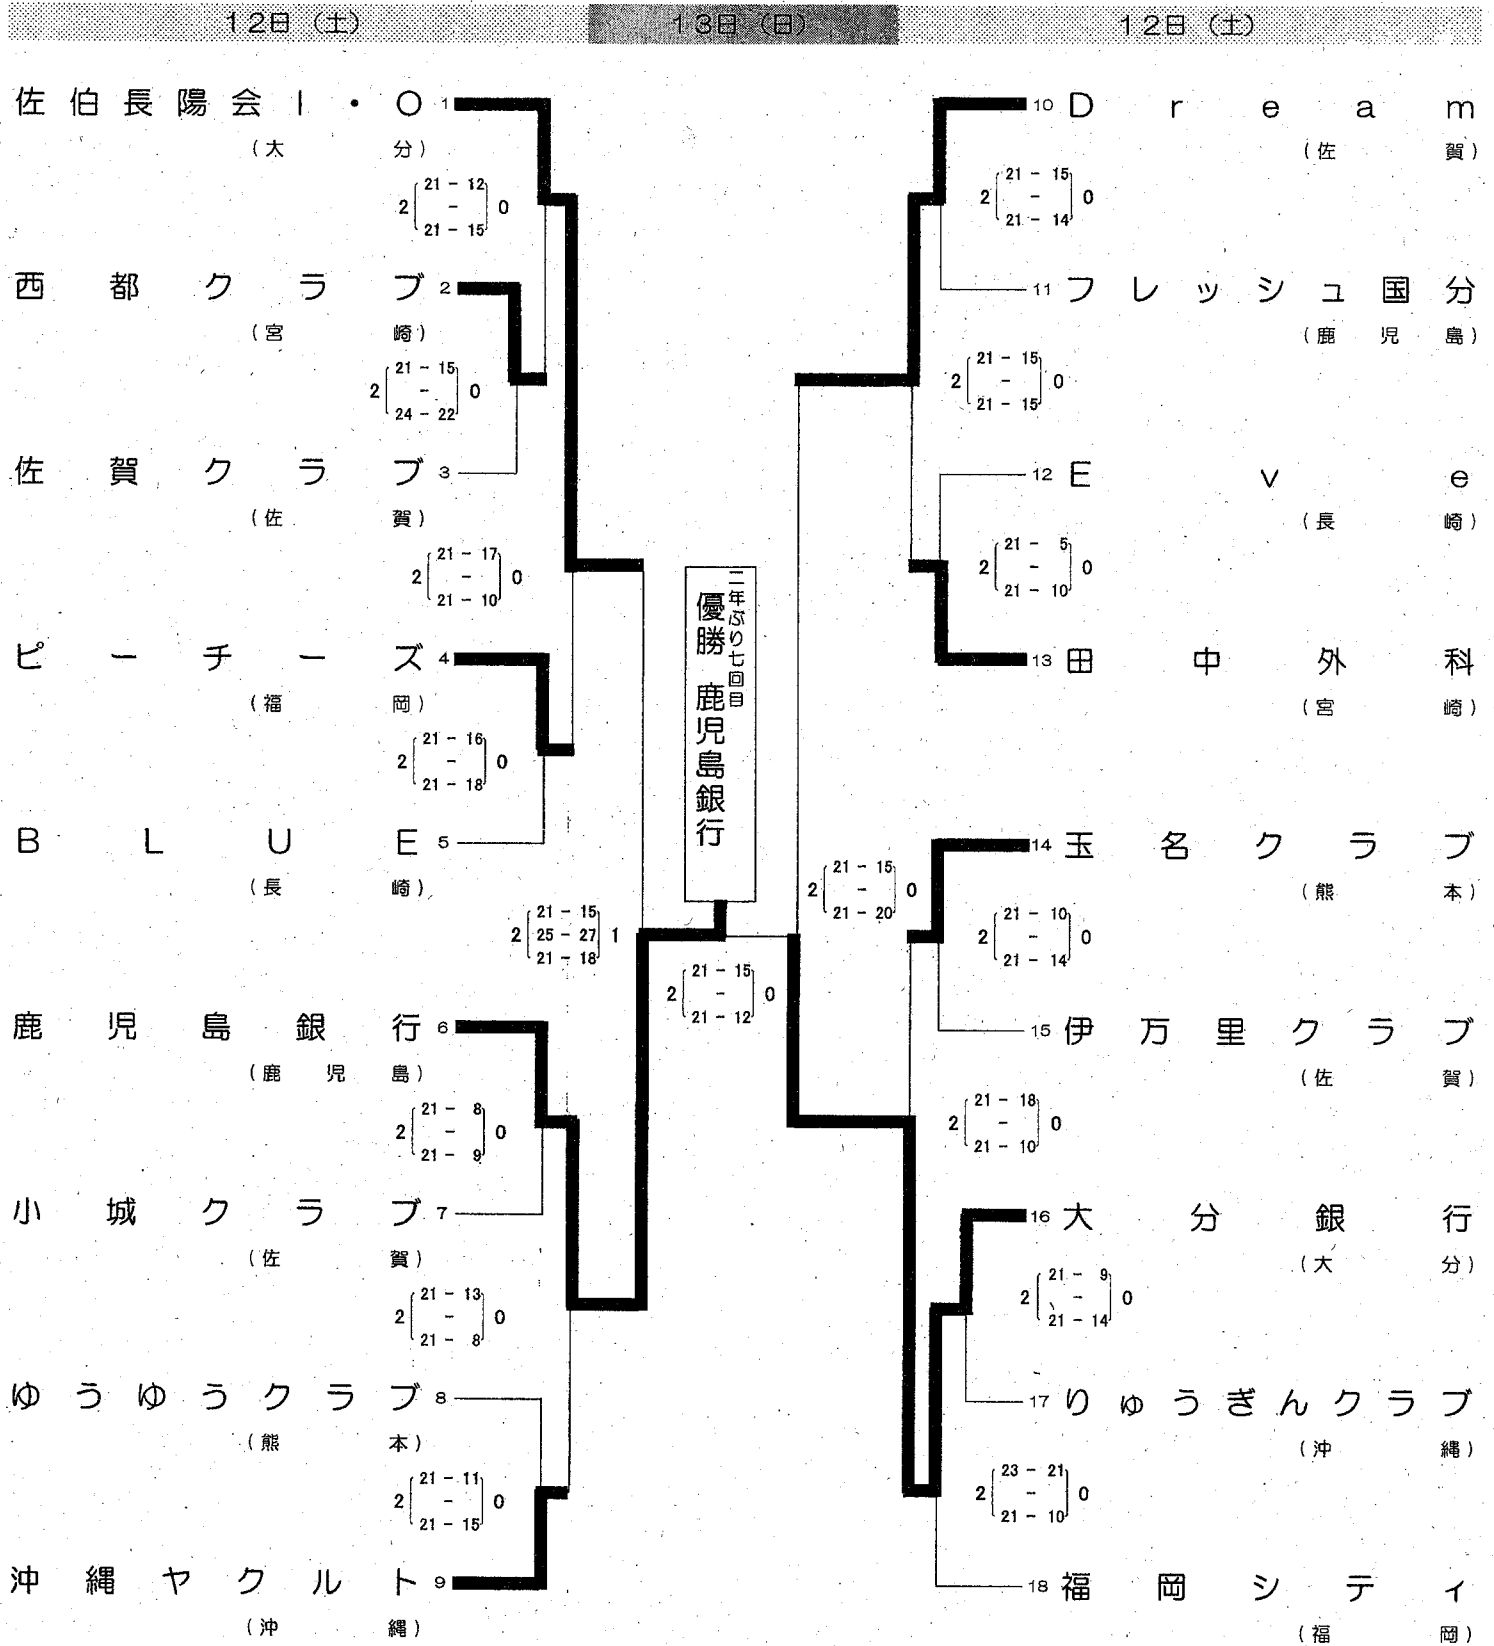 12日（土）
13日（日）
12日（土）
佐伯長陽会I・O 1
（大分）
2 21 - 12 0
-
21 - 15
西都クラブ 2
（宮崎）
2 21 - 15 0
-
24 - 22
佐賀クラブ 3
（佐賀）
2 21 - 17 0
-
21 - 10
ピーチーズ 4
（福岡）
2 21 - 16 0
-
21 - 18
BLUE 5
（長崎）
21 - 15
2 25 - 27 1
21 - 18
鹿児島銀行 6
（鹿児島）
2 21 - 8 0
-
21 - 9
小城クラブ 7
（佐賀）
2 21 - 13 0
-
21 - 8
ゆうゆうクラブ 8
（熊本）
2 21 - 11 0
-
21 - 15
沖縄ヤクルト 9
（沖縄）
二年ぶり七回目
優勝 鹿児島銀行
2 21 - 15 0
-
21 - 12
10 Dream
（佐賀）
2 21 - 15 0
-
21 - 14
11 フレッシュ国分
（鹿児島）
2 21 - 15 0
-
21 - 15
12 Eve
（長崎）
2 21 - 5 0
-
21 - 10
13 田中外科
（宮崎）
2 21 - 15 0
-
21 - 20
14 玉名クラブ
（熊本）
2 21 - 10 0
-
21 - 14
15 伊万里クラブ
（佐賀）
2 21 - 18 0
-
21 - 10
16 大分銀行
（大分）
2 21 - 9 0
-
21 - 14
17 りゅうぎんクラブ
（沖縄）
2 23 - 21 0
-
21 - 10
18 福岡シティ
（福岡）